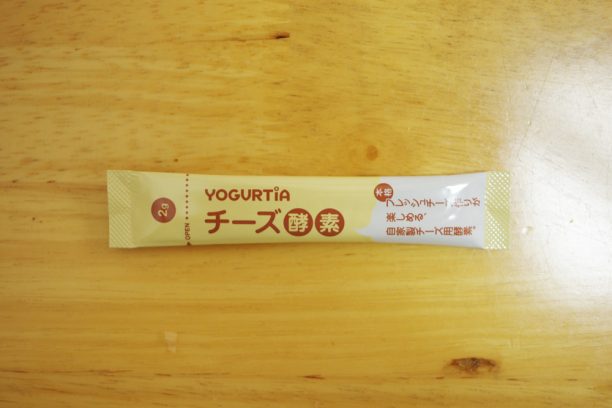 2g
OPEN
YOGURTiA
チーズ酵素
本格
フレッシュチーズ作りが
楽しめる、
自家製チーズ用酵素。